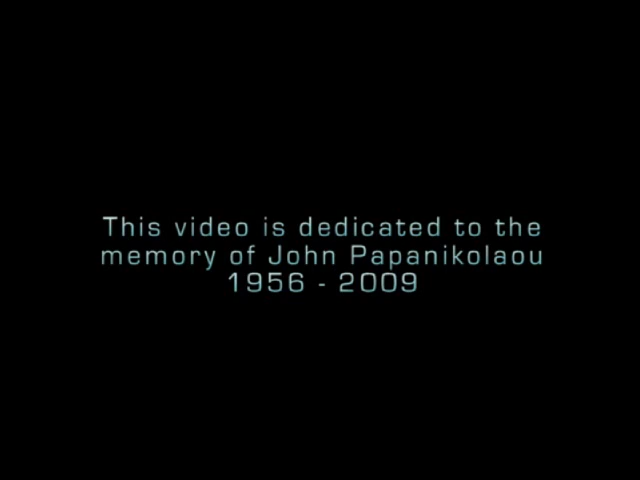 This video is dedicated to the
memory of John Papanikolaou
1956 - 2009